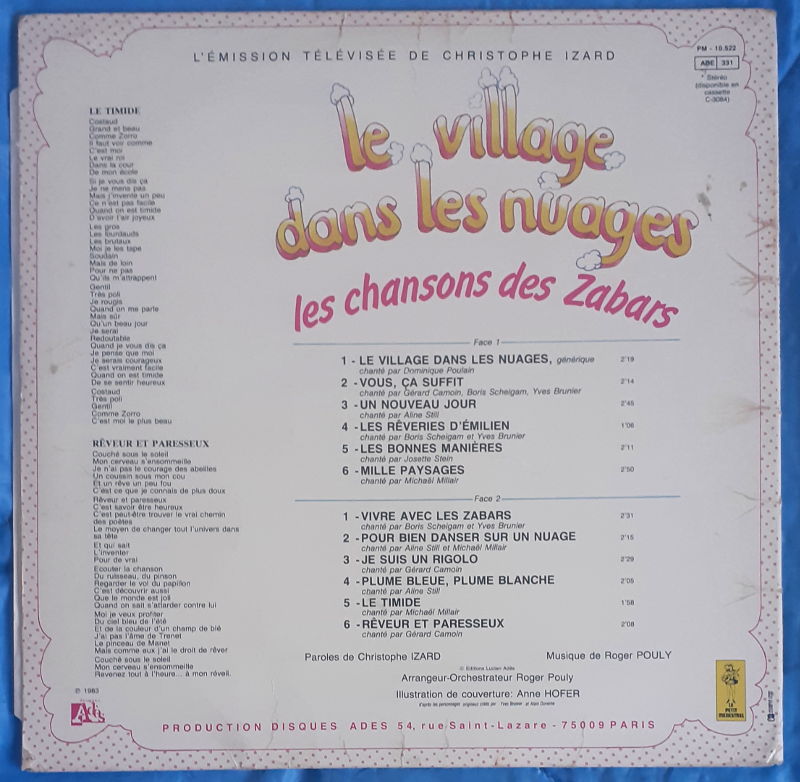 L'ÉMISSION TÉLÉVISÉE DE CHRISTOPHE IZARD
PM - 10.522
ABE 331
* Stéréo
(disponible en
cassette
C-3084)
le village
dans les nuages
les chansons des Zabars
LE TIMIDE
Costaud
Grand et beau
Comme Zorro
Il faut voir comme
C'est moi
Le vrai roi
Dans la cour
De mon école
Si je vous dis ça
Je ne mens pas
Mais j'invente un peu
Ce n'est pas facile
Quand on est timide
D'avoir l'air joyeux
Les gros
Les lourdauds
Les brutaux
Moi je les tape
Soudain
Mais de loin
Pour ne pas
Qu'ils m'attrappent
Gentil
Très poli
Je rougis
Quand on me parle
Mais sûr
Qu'un beau jour
Je serai
Redoutable
Quand je vous dis ça
Je pense que moi
Je serais courageux
C'est vraiment facile
Quand on est timide
De se sentir heureux
Costaud
Très poli
Gentil
Comme Zorro
C'est moi le plus beau
RÊVEUR ET PARESSEUX
Couché sous le soleil
Mon cerveau s'ensommeille
Je n'ai pas le courage des abeilles
Un coussin sous mon cou
Et un rêve un peu fou
C'est ce que je connais de plus doux
Rêveur et paresseux
C'est savoir être heureux
C'est peut-être trouver le vrai chemin
des poètes
Le moyen de changer tout l'univers dans
sa tête
Et qui sait
L'inventer
Pour de vrai
Ecouter la chanson
Du ruisseau, du pinson
Regarder le vol du papillon
C'est découvrir aussi
Que le monde est joli
Quand on sait s'attarder contre lui
Moi je veux profiter
Du ciel bleu de l'été
Et de la couleur d'un champ de blé
J'ai pas l'âme de Trenet
Le pinceau de Manet
Mais comme eux j'ai le droit de rêver
Couché sous le soleil
Mon cerveau s'ensommeille
Revenez tout à l'heure... à mon réveil.
Face 1
1 - LE VILLAGE DANS LES NUAGES, générique 2'19
chanté par Dominique Poulain
2 - VOUS, ÇA SUFFIT 2'14
chanté par Gérard Camoin, Boris Scheigam, Yves Brunier
3 - UN NOUVEAU JOUR 2'45
chanté par Aline Still
4 - LES RÊVERIES D'ÉMILIEN 1'06
chanté par Boris Scheigam et Yves Brunier
5 - LES BONNES MANIÈRES 2'11
chanté par Josette Stein
6 - MILLE PAYSAGES 2'50
chanté par Michaël Millair
Face 2
1 - VIVRE AVEC LES ZABARS 2'31
chanté par Boris Scheigam et Yves Brunier
2 - POUR BIEN DANSER SUR UN NUAGE 2'15
chanté par Aline Still et Michaël Millair
3 - JE SUIS UN RIGOLO 2'29
chanté par Gérard Camoin
4 - PLUME BLEUE, PLUME BLANCHE 2'05
chanté par Aline Still
5 - LE TIMIDE 1'58
chanté par Michaël Millair
6 - RÊVEUR ET PARESSEUX 2'08
chanté par Gérard Camoin
Paroles de Christophe IZARD Musique de Roger POULY
© Editions Lucien Adès
Arrangeur-Orchestrateur Roger Pouly
Illustration de couverture: Anne HOFER
d'après les personnages originaux créés par Yves Brunier et Alain Duverne
LE
PETIT
MENESTREL
℗ 1983
Adès
PRODUCTION DISQUES ADES 54, rue Saint-Lazare - 75009 PARIS